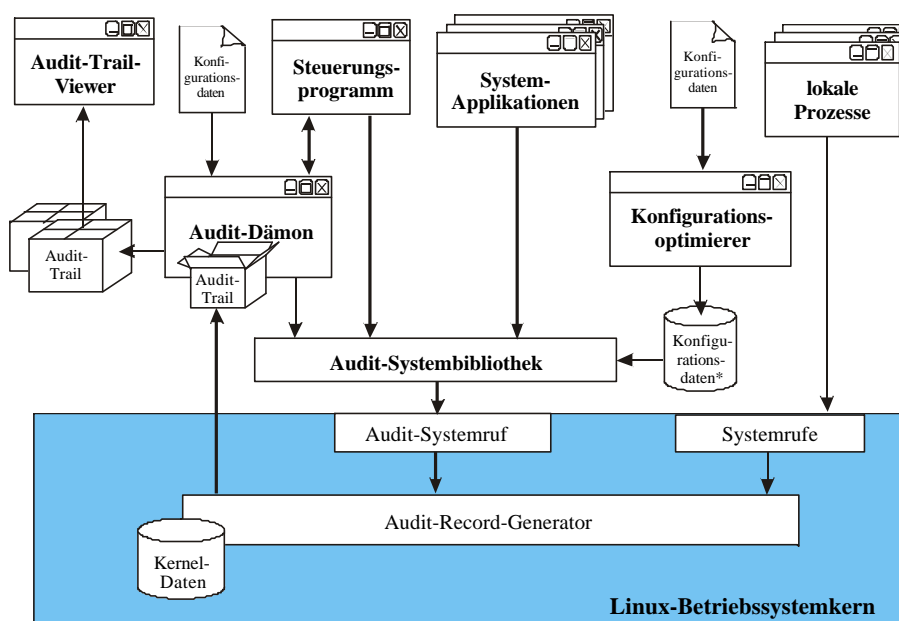 Audit-Trail-
Viewer
Konfi-
gurations-
daten
Steuerungs-
programm
System-
Applikationen
Konfi-
gurations-
daten
lokale
Prozesse
Audit-Dämon
Audit-
Trail
Audit-
Trail
Konfigurations-
optimierer
Audit-Systembibliothek
Konfigu-
rations-
daten*
Audit-Systemruf
Systemrufe
Audit-Record-Generator
Kernel-
Daten
Linux-Betriebssystemkern